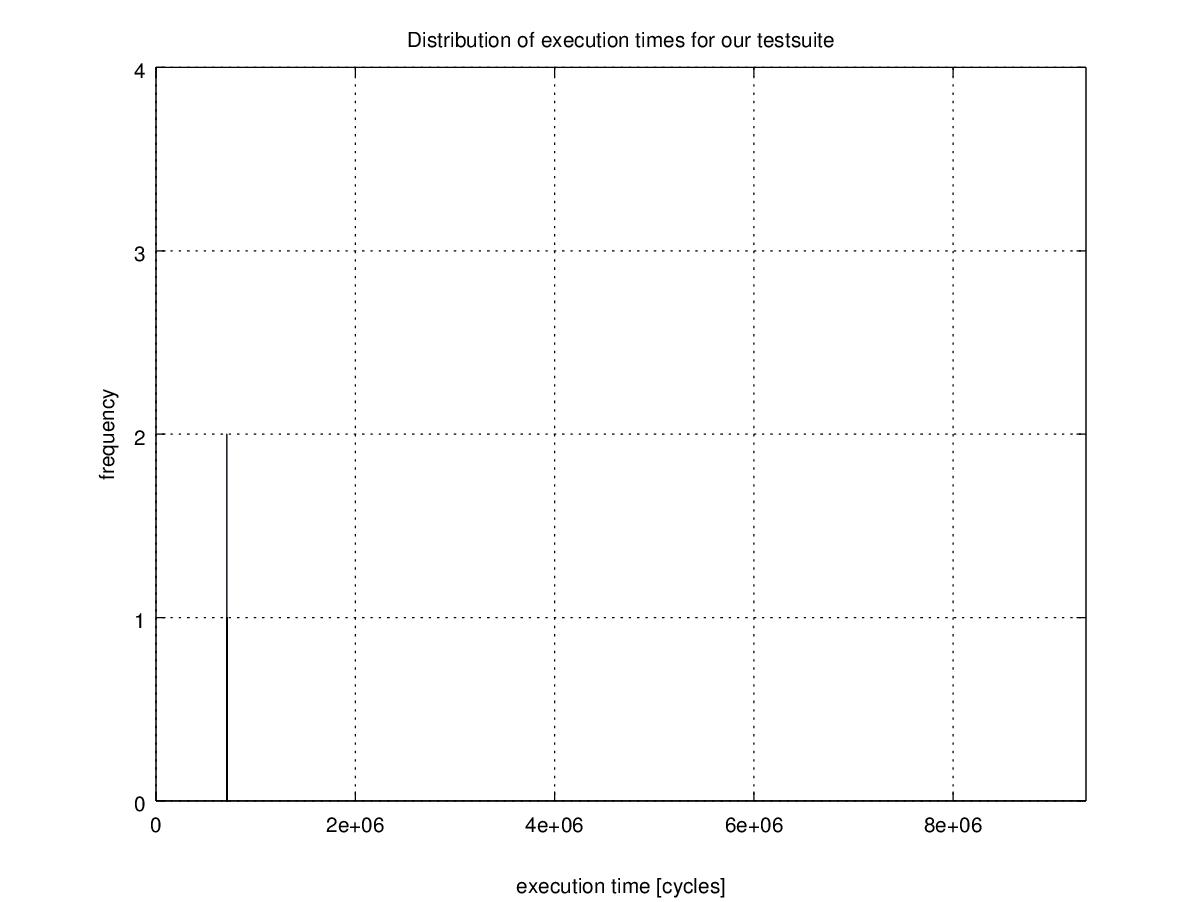 Distribution of execution times for our testsuite
4
3
2
1
0
frequency
0 2e+06 4e+06 6e+06 8e+06
execution time [cycles]